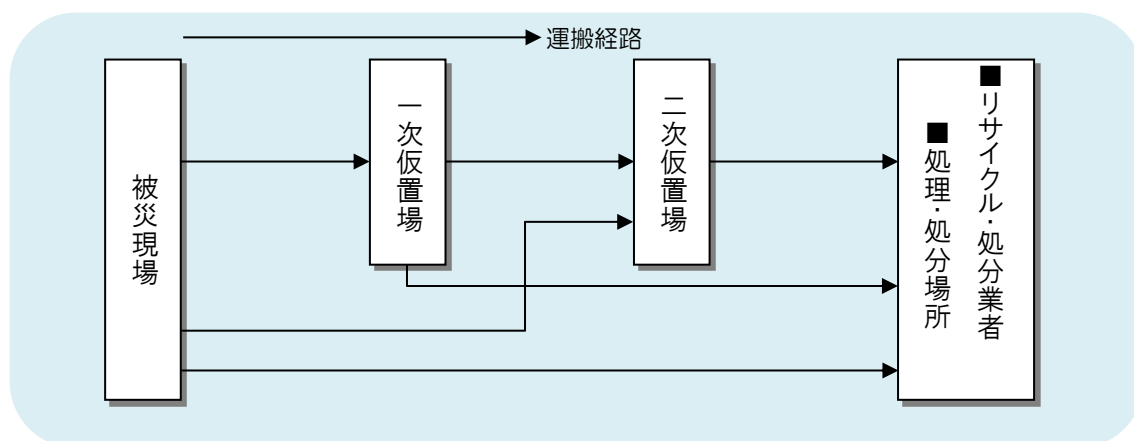 運搬経路
被災現場
一次仮置場
二次仮置場
■リサイクル・処分業者
■処理・処分場所